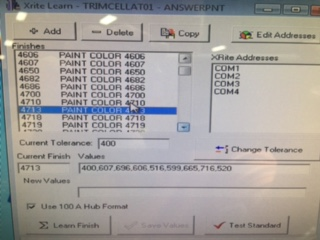 Xrite Learn - TRIMCELLAT01 - ANSWERPNT
Add Delete Copy Edit Addresses
Finishes
XRite Addresses
4606 PAINT COLOR 4606
4607 PAINT COLOR 4607
4650 PAINT COLOR 4650
4682 PAINT COLOR 4682
4686 PAINT COLOR 4686
4700 PAINT COLOR 4700
4710 PAINT COLOR 4710
4713 PAINT COLOR
4718 PAINT COLOR 4718
4719 PAINT COLOR 4719
COM1
COM2
COM3
COM4
Current Tolerance: 400
Change Tolerance
Current Finish Values
4713 400,607,696,606,516,599,665,716,520
New Values
Use 100 A Hub Format
Learn Finish Save Values Test Standard